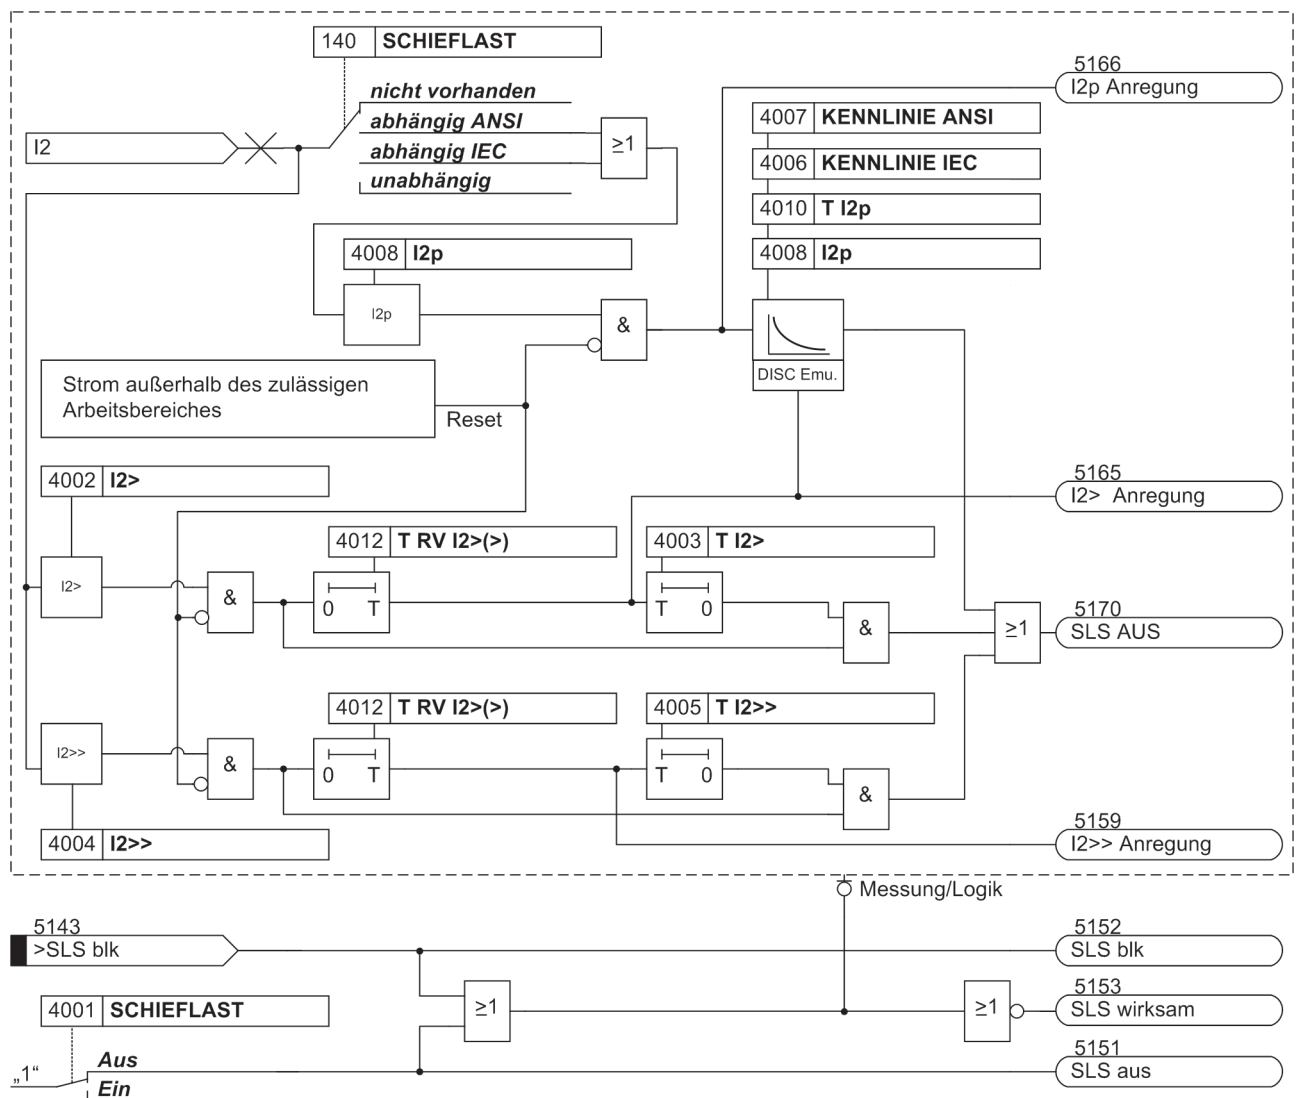 140 SCHIEFLAST
5166
I2p Anregung
nicht vorhanden
abhängig ANSI
abhängig IEC
unabhängig
I2
≥1
4007 KENNLINIE ANSI
4006 KENNLINIE IEC
4010 T I2p
4008 I2p
4008 I2p
I2p
&
DISC Emu.
Strom außerhalb des zulässigen
Arbeitsbereiches
Reset
4002 I2>
5165
I2> Anregung
4012 T RV I2>(>)
4003 T I2>
I2>
&
0 T
T 0
&
≥1
5170
SLS AUS
4012 T RV I2>(>)
4005 T I2>>
I2>>
&
0 T
T 0
&
4004 I2>>
5159
I2>> Anregung
Messung/Logik
5143
>SLS blk
5152
SLS blk
4001 SCHIEFLAST
≥1
≥1
5153
SLS wirksam
„1“
Aus
Ein
5151
SLS aus